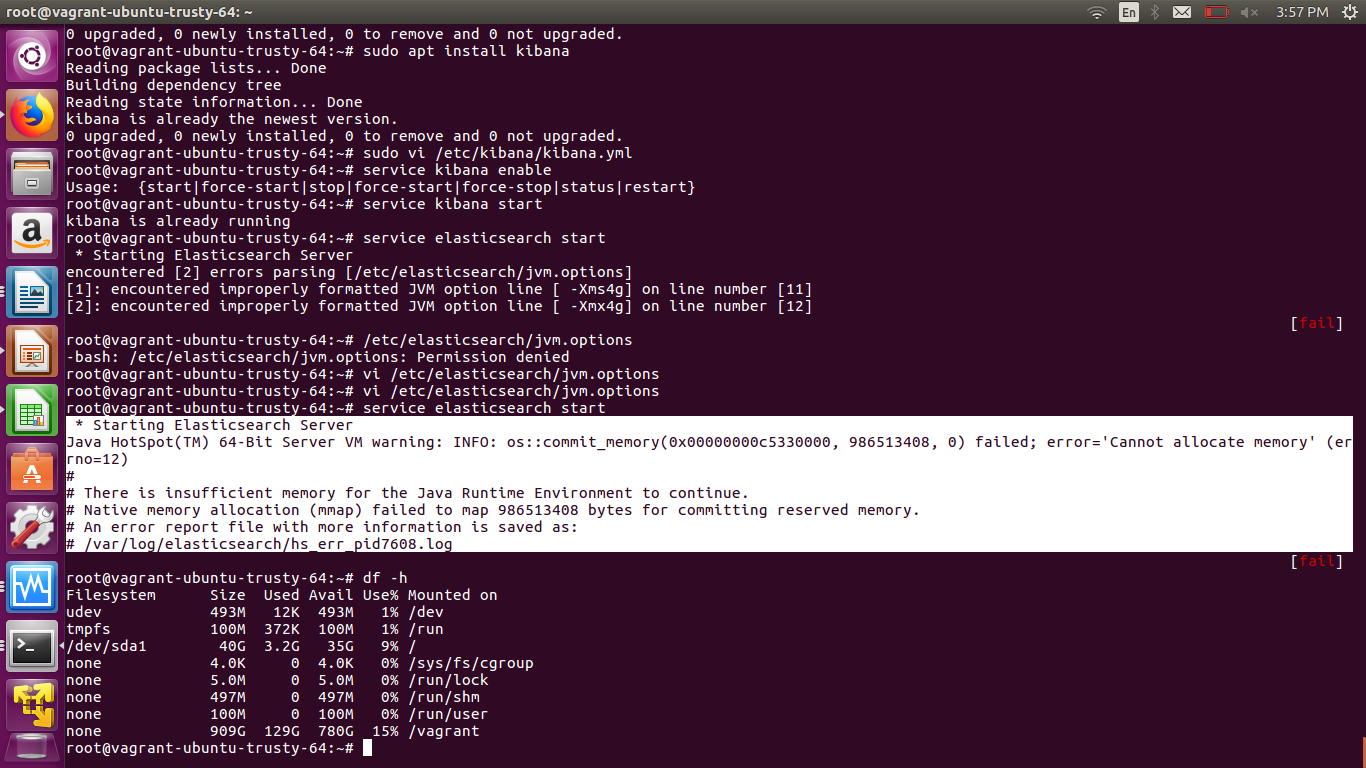 root@vagrant-ubuntu-trusty-64: ~
En
3:57 PM
0 upgraded, 0 newly installed, 0 to remove and 0 not upgraded.
root@vagrant-ubuntu-trusty-64:~# sudo apt install kibana
Reading package lists... Done
Building dependency tree
Reading state information... Done
kibana is already the newest version.
0 upgraded, 0 newly installed, 0 to remove and 0 not upgraded.
root@vagrant-ubuntu-trusty-64:~# sudo vi /etc/kibana/kibana.yml
root@vagrant-ubuntu-trusty-64:~# service kibana enable
Usage:  {start|force-start|stop|force-start|force-stop|status|restart}
root@vagrant-ubuntu-trusty-64:~# service kibana start
kibana is already running
root@vagrant-ubuntu-trusty-64:~# service elasticsearch start
 * Starting Elasticsearch Server
encountered [2] errors parsing [/etc/elasticsearch/jvm.options]
[1]: encountered improperly formatted JVM option line [ -Xms4g] on line number [11]
[2]: encountered improperly formatted JVM option line [ -Xmx4g] on line number [12]
[fail]
root@vagrant-ubuntu-trusty-64:~# /etc/elasticsearch/jvm.options
-bash: /etc/elasticsearch/jvm.options: Permission denied
root@vagrant-ubuntu-trusty-64:~# vi /etc/elasticsearch/jvm.options
root@vagrant-ubuntu-trusty-64:~# vi /etc/elasticsearch/jvm.options
root@vagrant-ubuntu-trusty-64:~# service elasticsearch start
 * Starting Elasticsearch Server
Java HotSpot(TM) 64-Bit Server VM warning: INFO: os::commit_memory(0x00000000c5330000, 986513408, 0) failed; error='Cannot allocate memory' (er
rno=12)
#
# There is insufficient memory for the Java Runtime Environment to continue.
# Native memory allocation (mmap) failed to map 986513408 bytes for committing reserved memory.
# An error report file with more information is saved as:
# /var/log/elasticsearch/hs_err_pid7608.log
[fail]
root@vagrant-ubuntu-trusty-64:~# df -h
Filesystem      Size  Used Avail Use% Mounted on
udev            493M   12K  493M   1% /dev
tmpfs           100M  372K  100M   1% /run
/dev/sda1        40G  3.2G   35G   9% /
none            4.0K     0  4.0K   0% /sys/fs/cgroup
none            5.0M     0  5.0M   0% /run/lock
none            497M     0  497M   0% /run/shm
none            100M     0  100M   0% /run/user
none            909G  129G  780G  15% /vagrant
root@vagrant-ubuntu-trusty-64:~#